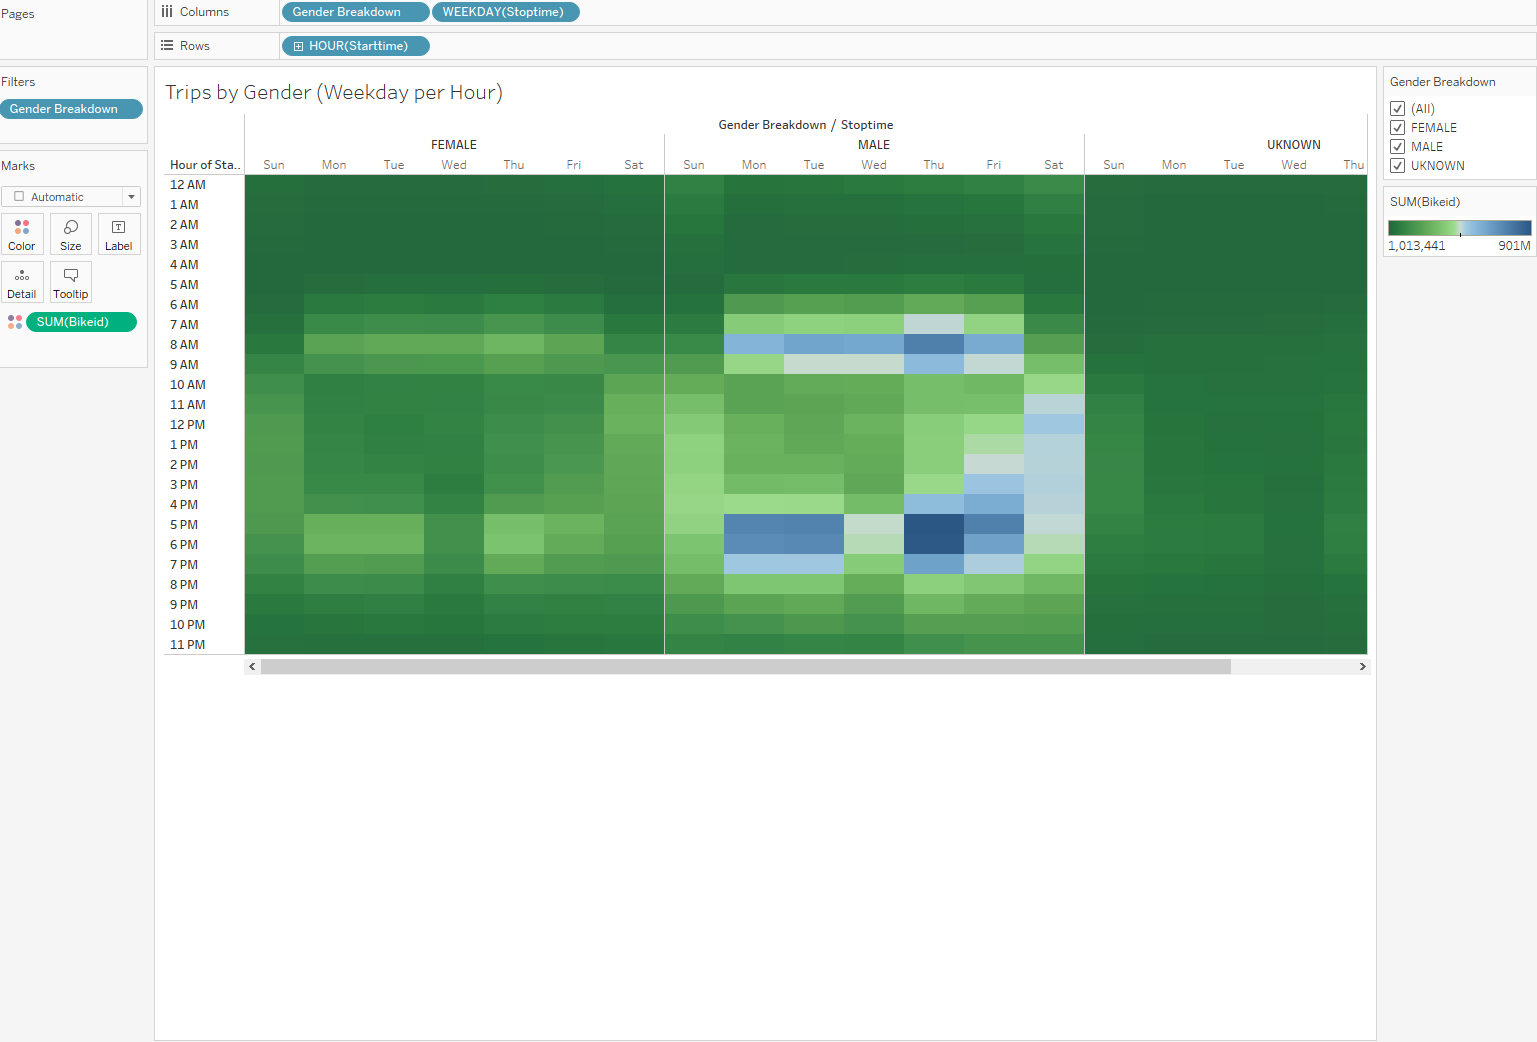 Pages
Columns
Gender Breakdown
WEEKDAY(Stoptime)
Rows
HOUR(Starttime)
Filters
Gender Breakdown
Marks
Automatic
Color
Size
Label
Detail
Tooltip
SUM(Bikeid)
Trips by Gender (Weekday per Hour)
Gender Breakdown / Stoptime
FEMALE MALE UKNOWN
Hour of Sta.. Sun Mon Tue Wed Thu Fri Sat Sun Mon Tue Wed Thu Fri Sat Sun Mon Tue Wed Thu
12 AM
1 AM
2 AM
3 AM
4 AM
5 AM
6 AM
7 AM
8 AM
9 AM
10 AM
11 AM
12 PM
1 PM
2 PM
3 PM
4 PM
5 PM
6 PM
7 PM
8 PM
9 PM
10 PM
11 PM
Gender Breakdown
(All)
FEMALE
MALE
UKNOWN
SUM(Bikeid)
1,013,441 901M